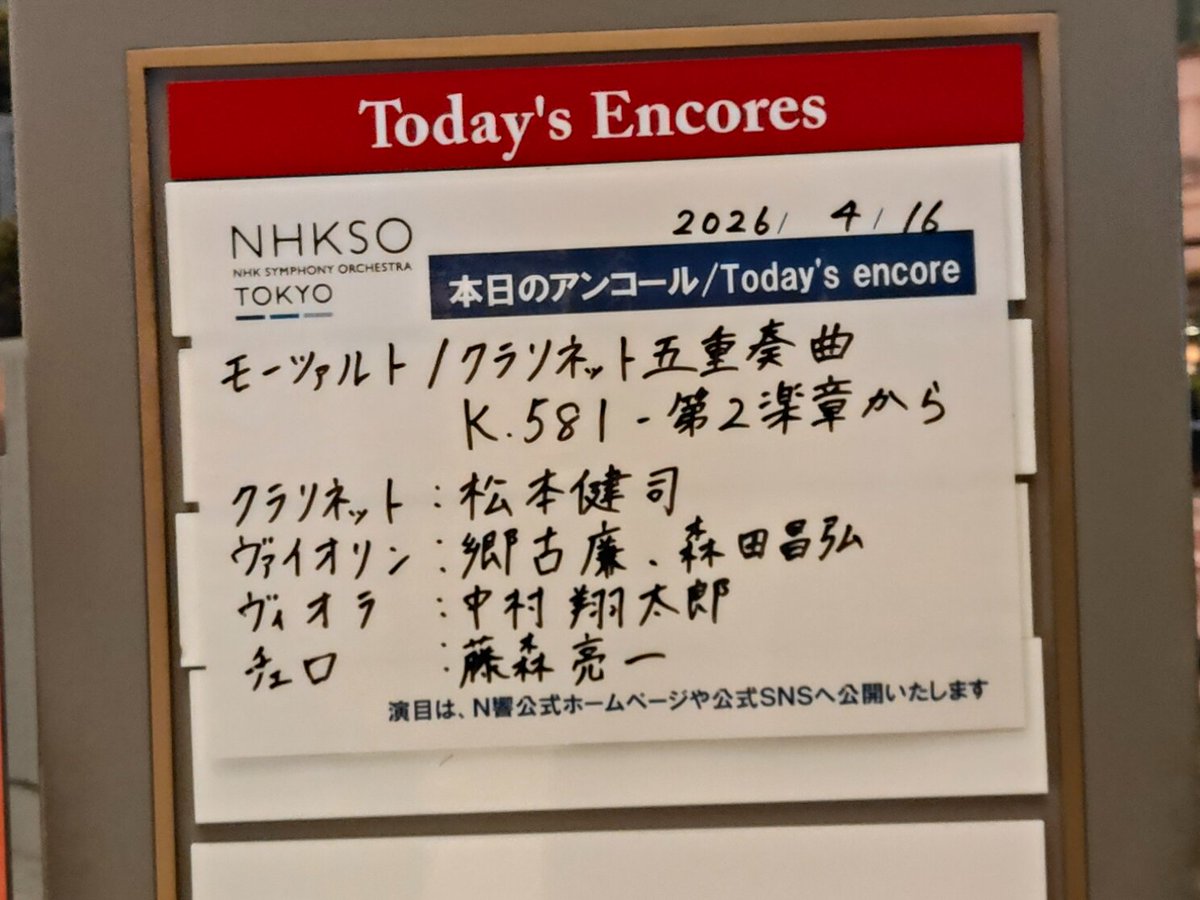 Today's Encores
NHKSO
NHK SYMPHONY ORCHESTRA
TOKYO
2026/ 4/ 16
本日のアンコール/Today's encore
モーツァルト/クラリネット五重奏曲
K.581-第2楽章から
クラリネット:松本健司
ヴァイオリン:郷古廉、森田昌弘
ヴィオラ:中村翔太郎
チェロ:藤森亮一
演目は、N響公式ホームページや公式SNSへ公開いたします